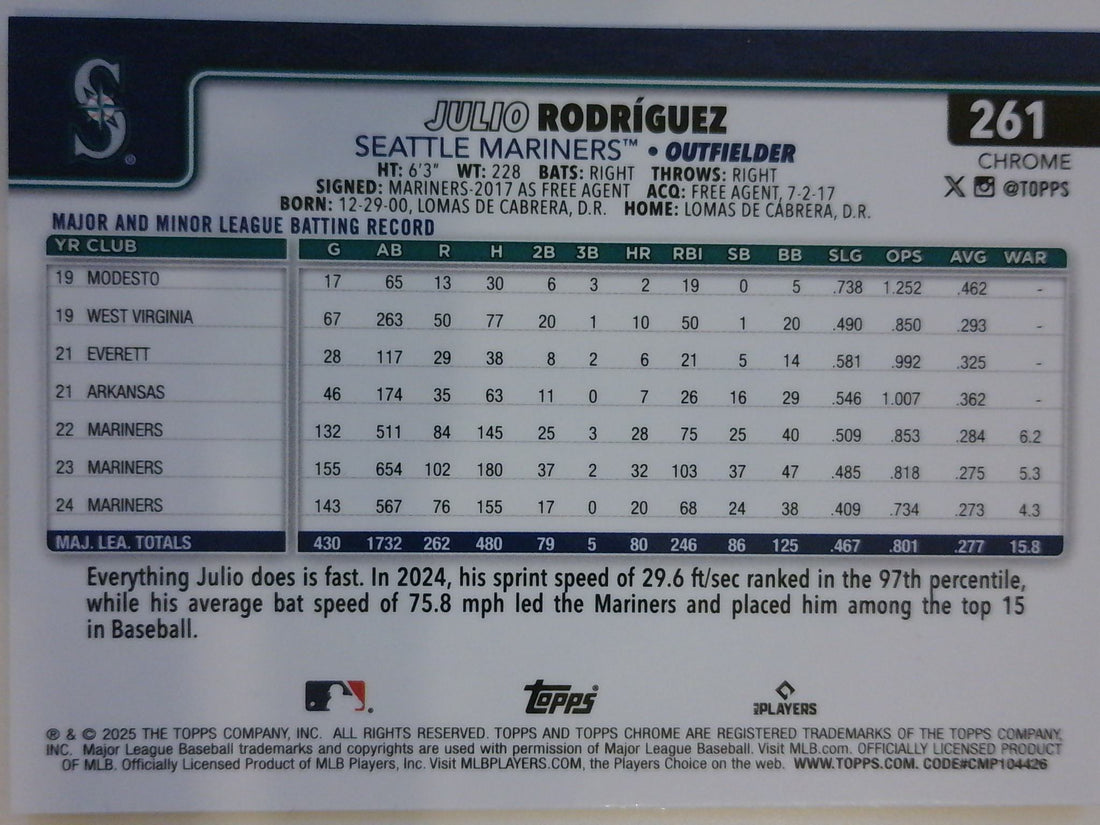 S
®
JULIO RODRÍGUEZ
261
SEATTLE MARINERS™ • OUTFIELDER
CHROME
HT: 6'3" WT: 228 BATS: RIGHT THROWS: RIGHT
SIGNED: MARINERS-2017 AS FREE AGENT ACQ: FREE AGENT, 7-2-17
X @TOPPS
BORN: 12-29-00, LOMAS DE CABRERA, D.R. HOME: LOMAS DE CABRERA, D.R.
MAJOR AND MINOR LEAGUE BATTING RECORD
YR CLUB G AB R H 2B 3B HR RBI SB BB SLG OPS AVG WAR
19 MODESTO 17 65 13 30 6 3 2 19 0 5 .738 1.252 .462 -
19 WEST VIRGINIA 67 263 50 77 20 1 10 50 1 20 .490 .850 .293 -
21 EVERETT 28 117 29 38 8 2 6 21 5 14 .581 .992 .325 -
21 ARKANSAS 46 174 35 63 11 0 7 26 16 29 .546 1.007 .362 -
22 MARINERS 132 511 84 145 25 3 28 75 25 40 .509 .853 .284 6.2
23 MARINERS 155 654 102 180 37 2 32 103 37 47 .485 .818 .275 5.3
24 MARINERS 143 567 76 155 17 0 20 68 24 38 .409 .734 .273 4.3
MAJ. LEA. TOTALS 430 1732 262 480 79 5 80 246 86 125 .467 .801 .277 15.8
Everything Julio does is fast. In 2024, his sprint speed of 29.6 ft/sec ranked in the 97th percentile,
while his average bat speed of 75.8 mph led the Mariners and placed him among the top 15
in Baseball.
Topps
MLBPLAYERS
® & © 2025 THE TOPPS COMPANY, INC. ALL RIGHTS RESERVED. TOPPS AND TOPPS CHROME ARE REGISTERED TRADEMARKS OF THE TOPPS COMPANY,
INC. Major League Baseball trademarks and copyrights are used with permission of Major League Baseball. Visit MLB.com. OFFICIALLY LICENSED PRODUCT
OF MLB. Officially Licensed Product of MLB Players, Inc. Visit MLBPLAYERS.COM, the Players Choice on the web. WWW.TOPPS.COM. CODE#CMP104426